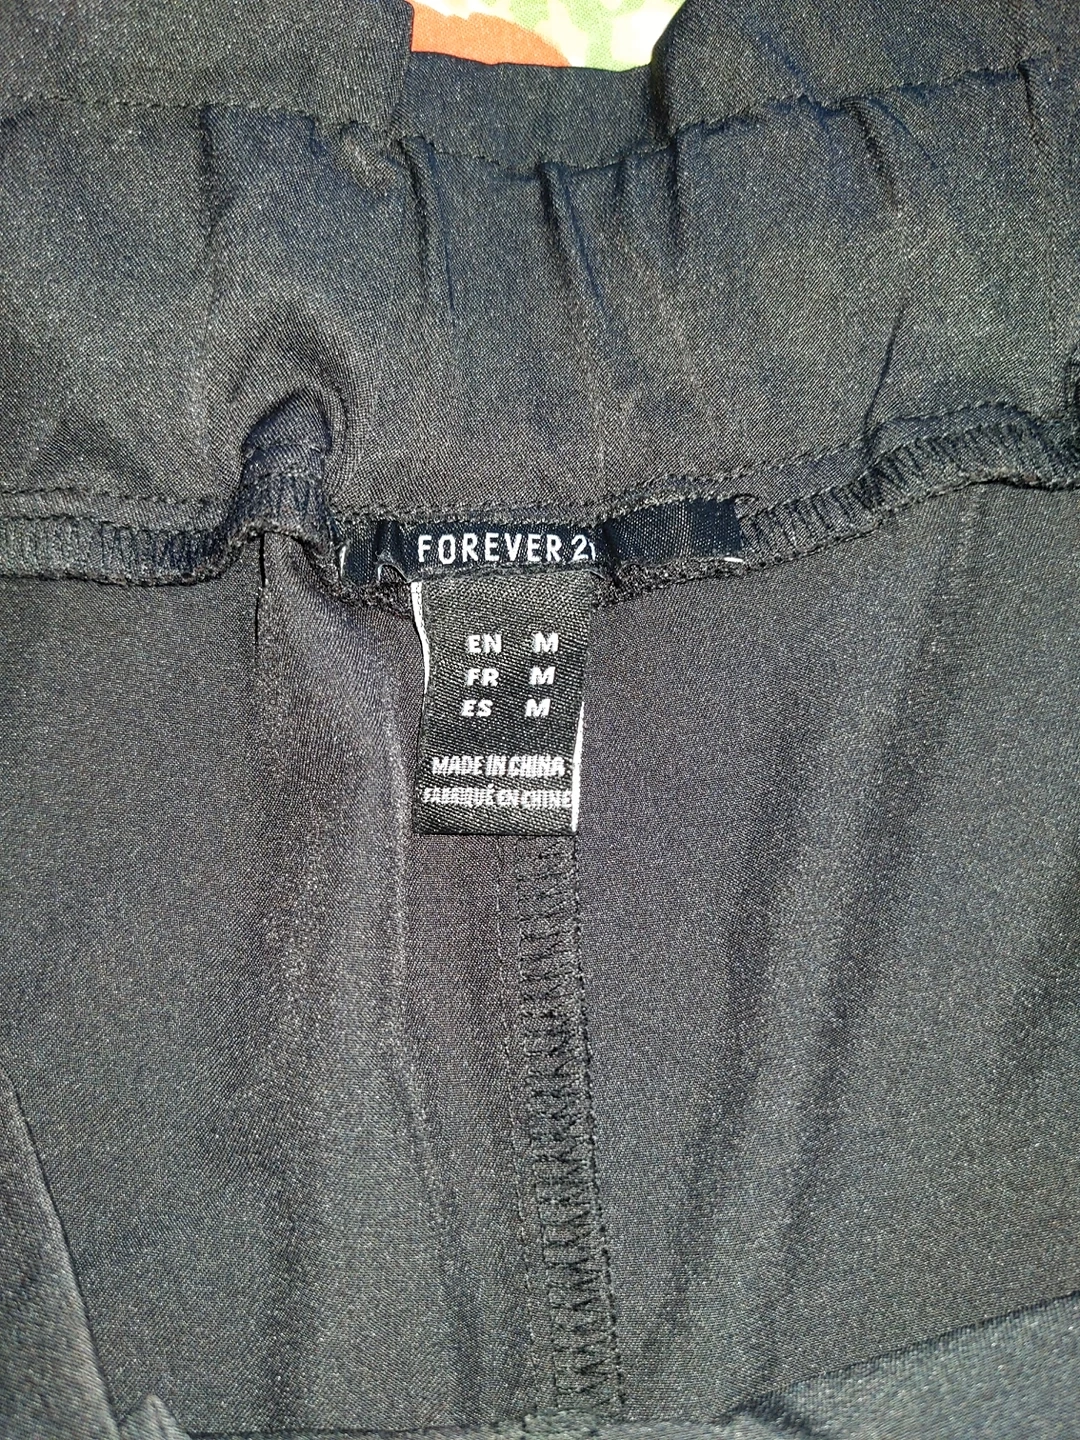 FOREVER 21
EN M
FR M
ES M
MADE IN CHINA
FABRIQUÉ EN CHINE